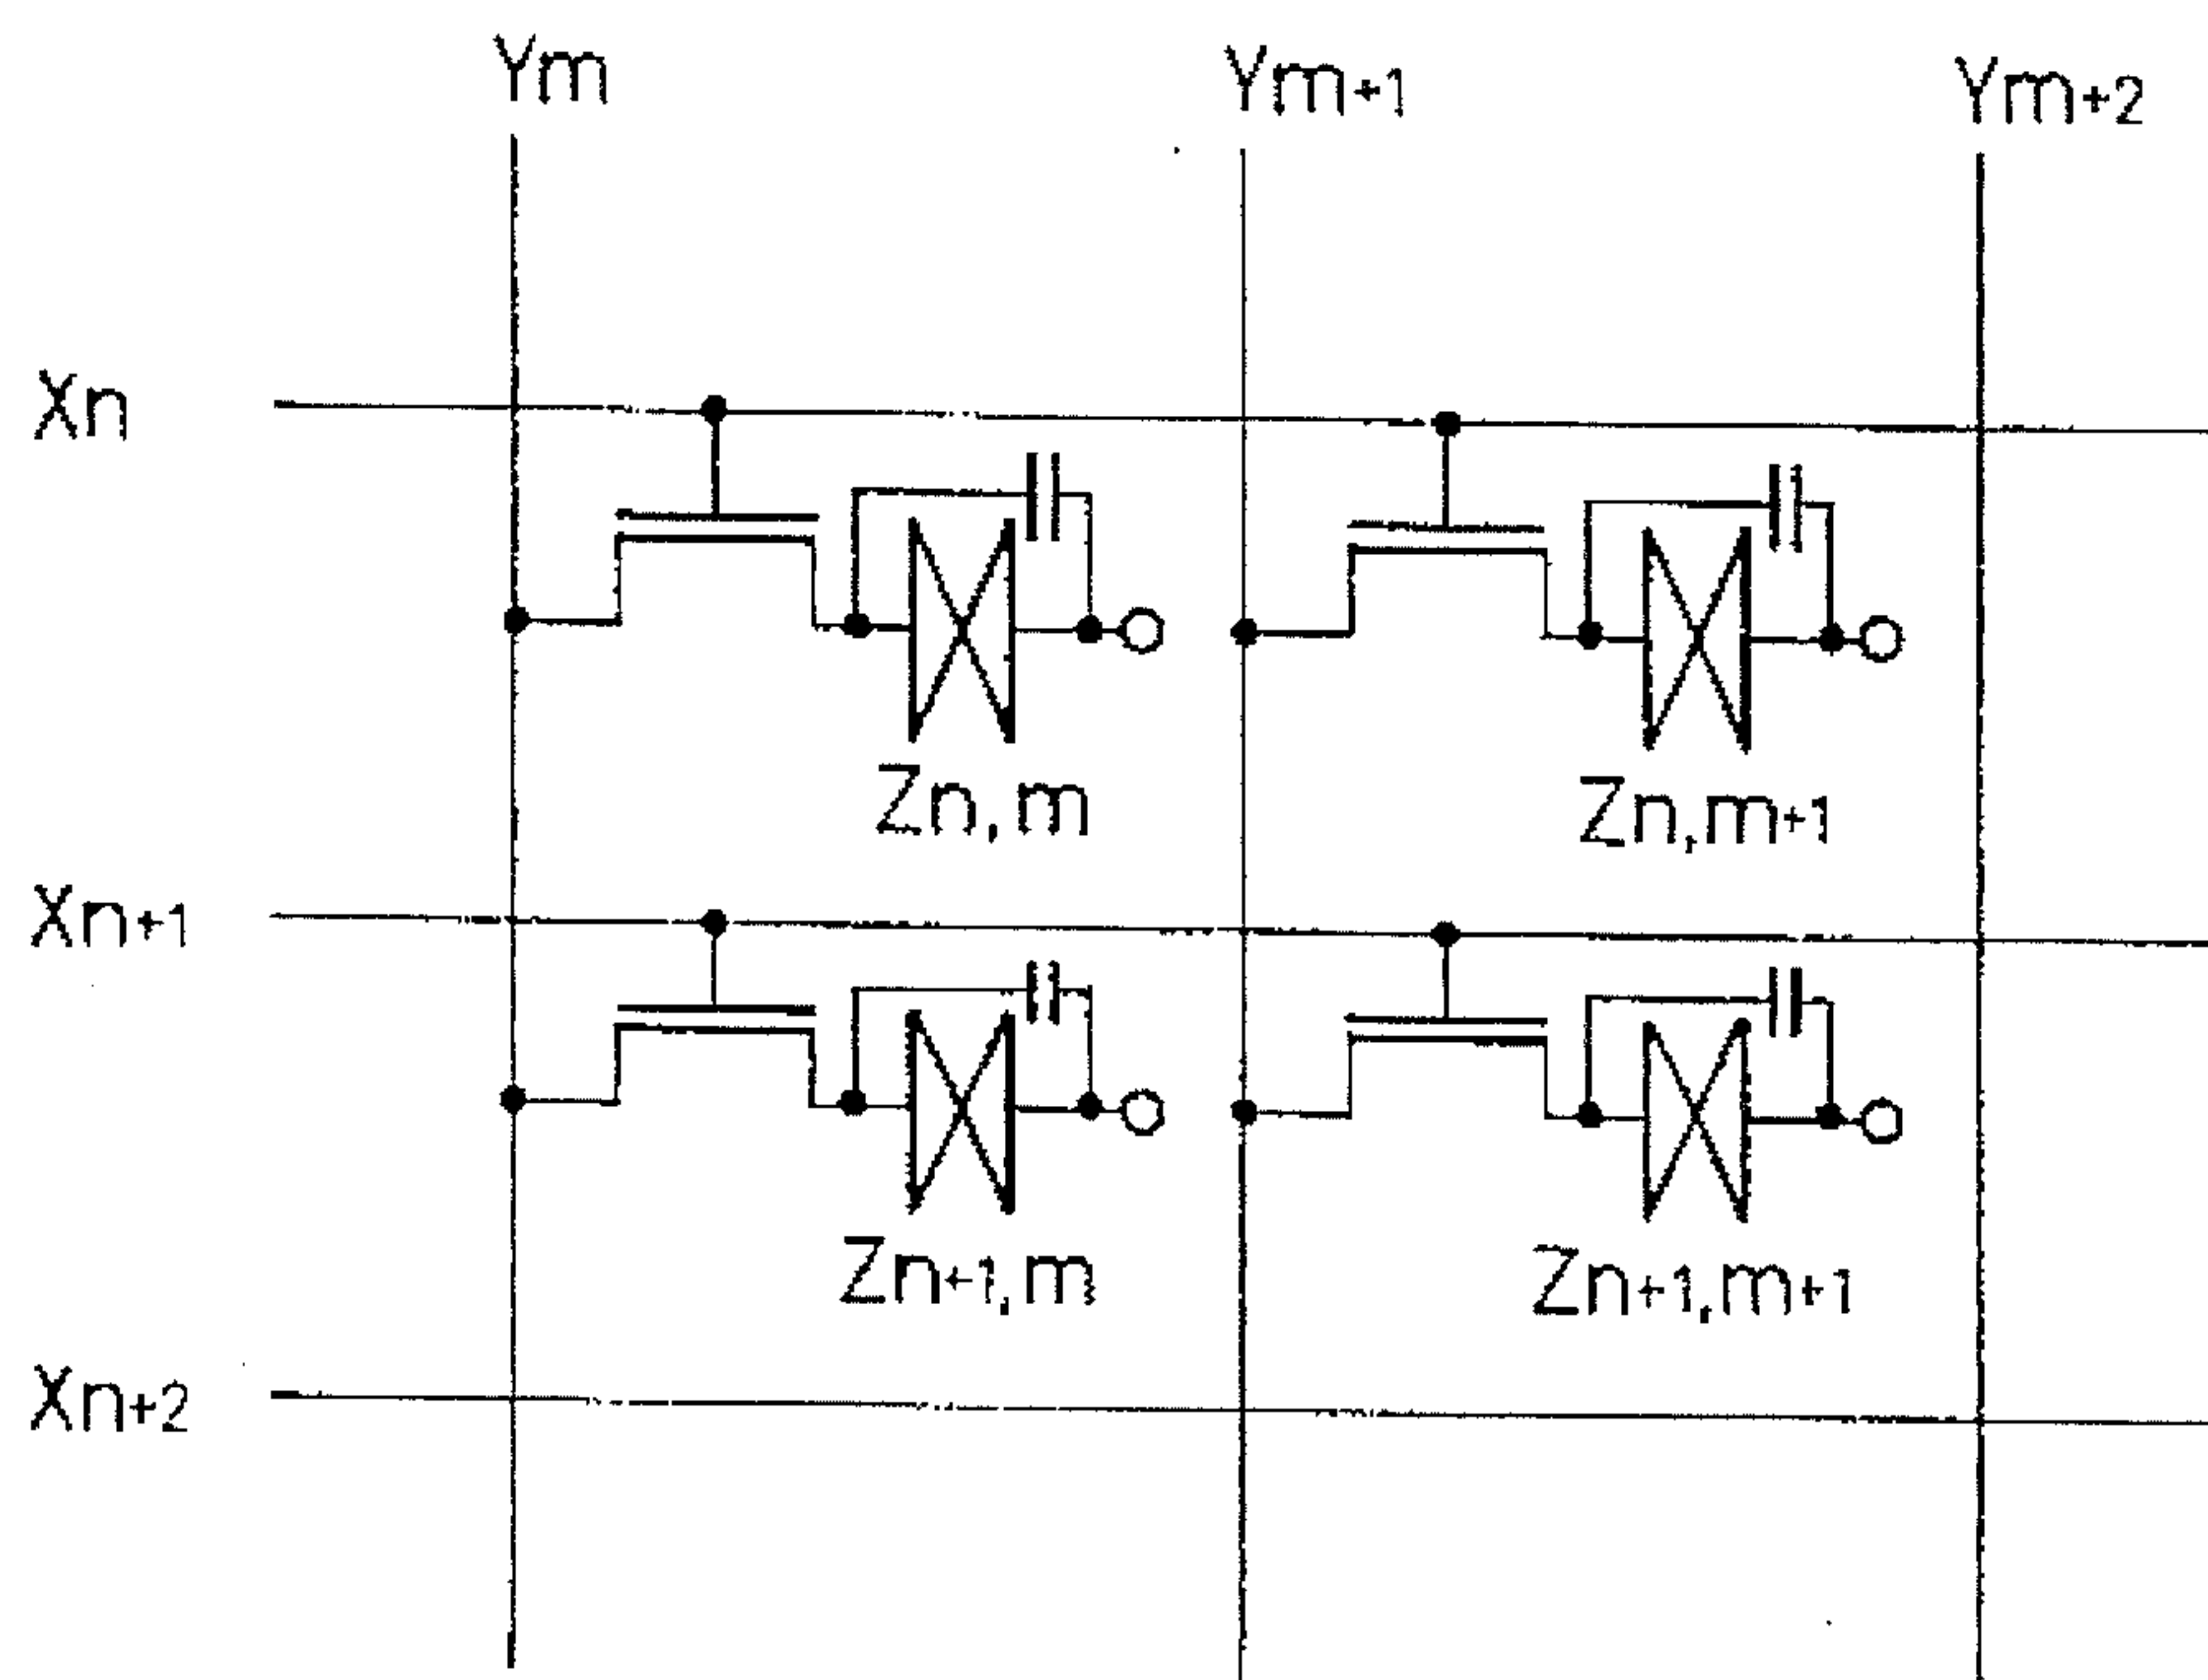 Ym
Ym+1
Ym+2
Xn
Zn,m
Zn,m+1
Xn+1
Zn+1,m
Zn+1,m+1
Xn+2